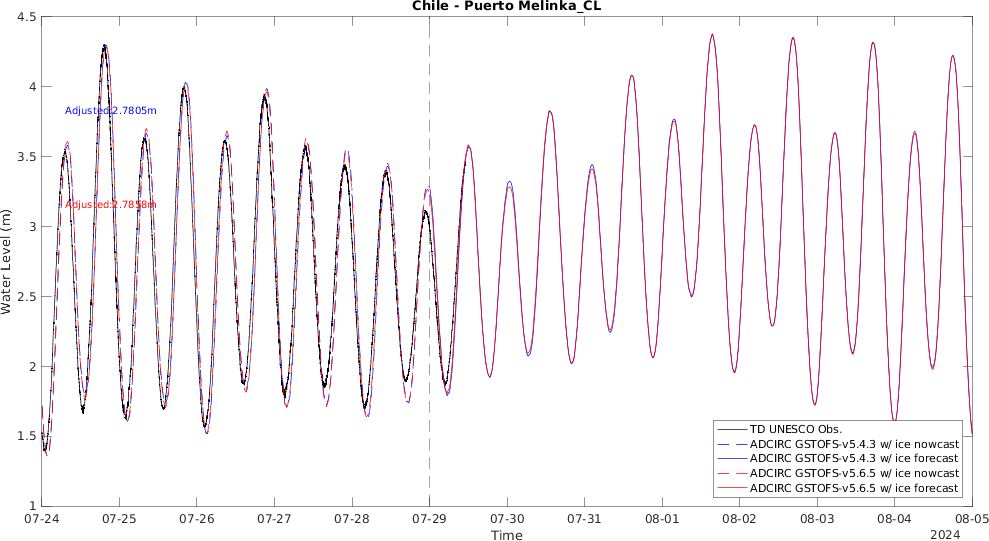 Chile - Puerto Melinka_CL
4.5
4
3.5
3
2.5
2
1.5
1
Water Level (m)
Adjusted:2.7805m
Adjusted:2.7858m
TD UNESCO Obs.
ADCIRC GSTOFS-v5.4.3 w/ ice nowcast
ADCIRC GSTOFS-v5.4.3 w/ ice forecast
ADCIRC GSTOFS-v5.6.5 w/ ice nowcast
ADCIRC GSTOFS-v5.6.5 w/ ice forecast
07-24 07-25 07-26 07-27 07-28 07-29 07-30 07-31 08-01 08-02 08-03 08-04 08-05
Time
2024